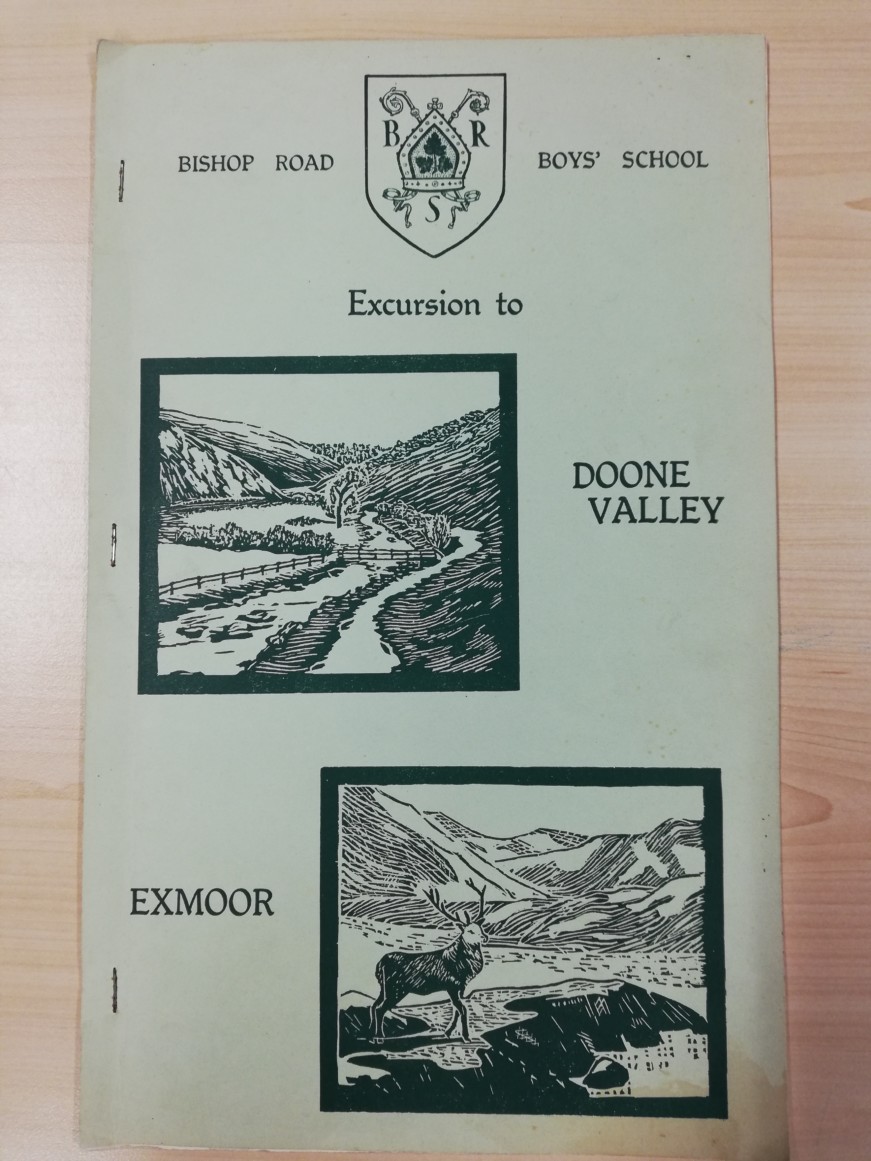 BISHOP ROAD
B R
S
BOYS' SCHOOL
Excursion to
DOONE
VALLEY
EXMOOR